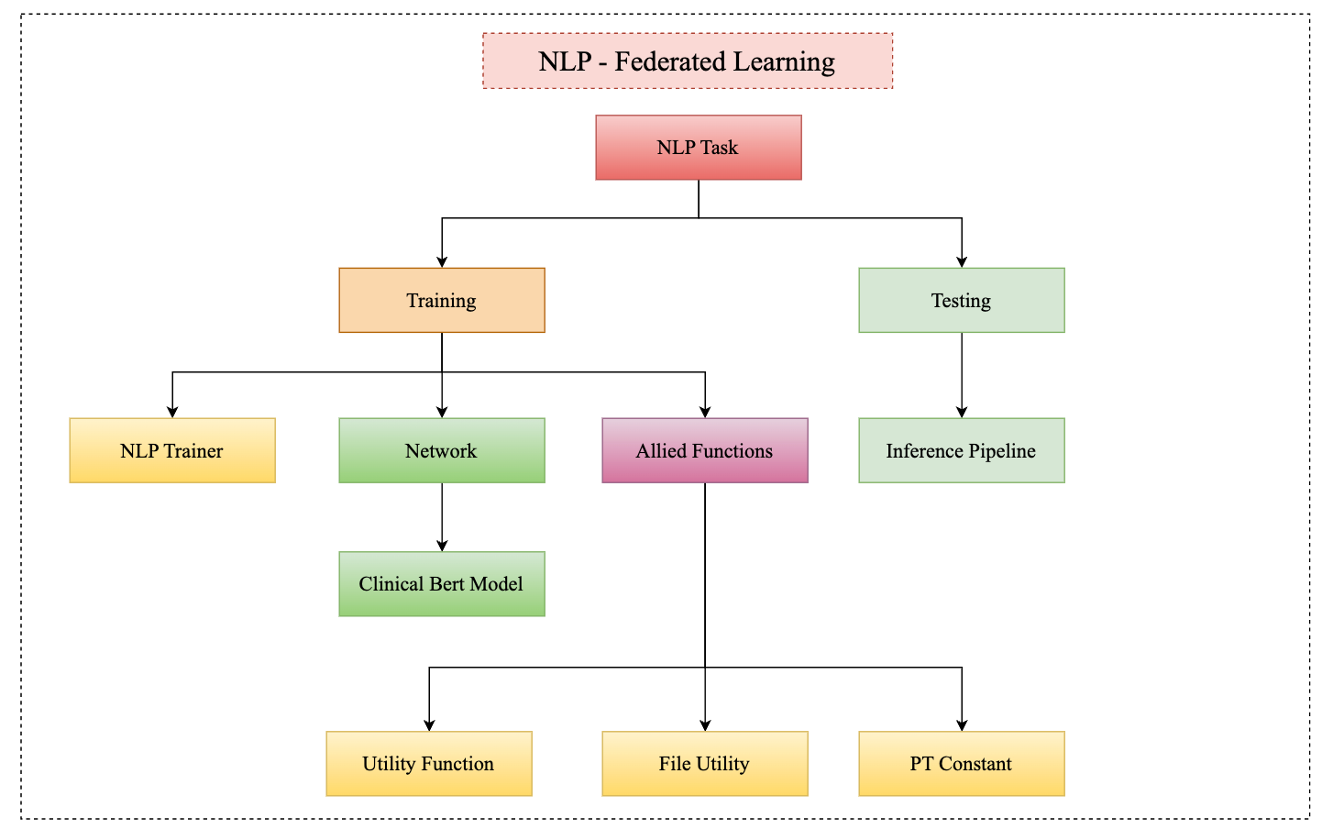 NLP - Federated Learning
NLP Task
Training
Testing
NLP Trainer
Network
Allied Functions
Inference Pipeline
Clinical Bert Model
Utility Function
File Utility
PT Constant